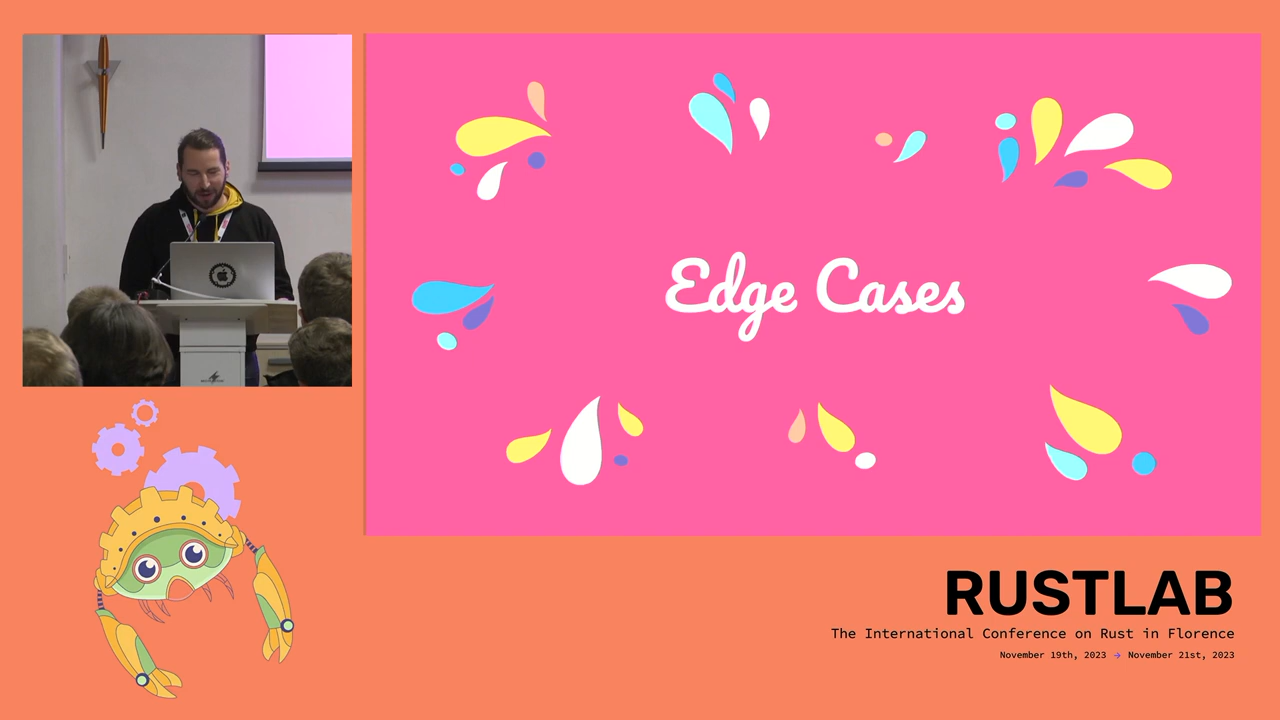 Edge Cases
RUSTLAB
The International Conference on Rust in Florence
November 19th, 2023 → November 21st, 2023